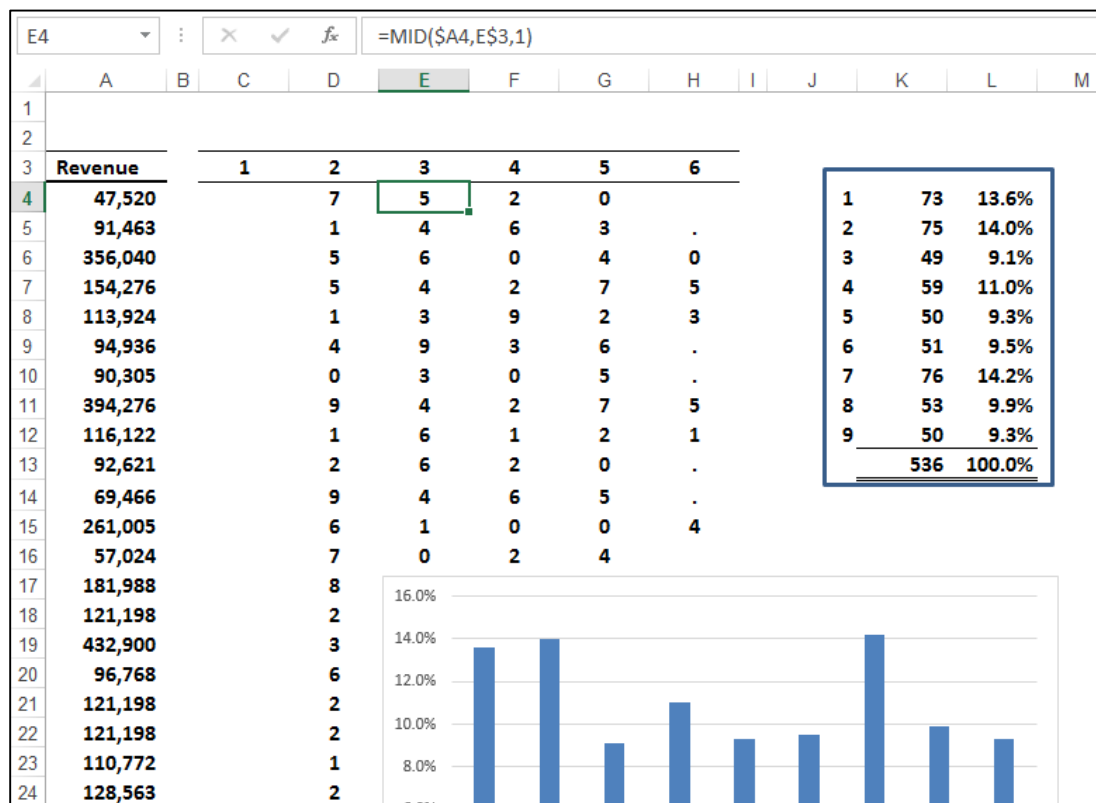 E4 fx =MID($A4,E$3,1)
A B C D E F G H I J K L M
1
2
3 Revenue 1 2 3 4 5 6
4 47,520 7 5 2 0 1 73 13.6%
5 91,463 1 4 6 3 . 2 75 14.0%
6 356,040 5 6 0 4 0 3 49 9.1%
7 154,276 5 4 2 7 5 4 59 11.0%
8 113,924 1 3 9 2 3 5 50 9.3%
9 94,936 4 9 3 6 . 6 51 9.5%
10 90,305 0 3 0 5 . 7 76 14.2%
11 394,276 9 4 2 7 5 8 53 9.9%
12 116,122 1 6 1 2 1 9 50 9.3%
13 92,621 2 6 2 0 . 536 100.0%
14 69,466 9 4 6 5 .
15 261,005 6 1 0 0 4
16 57,024 7 0 2 4
17 181,988 8
16.0%
18 121,198 2
19 432,900 3
14.0%
20 96,768 6
12.0%
21 121,198 2
22 121,198 2
10.0%
23 110,772 1
8.0%
24 128,563 2